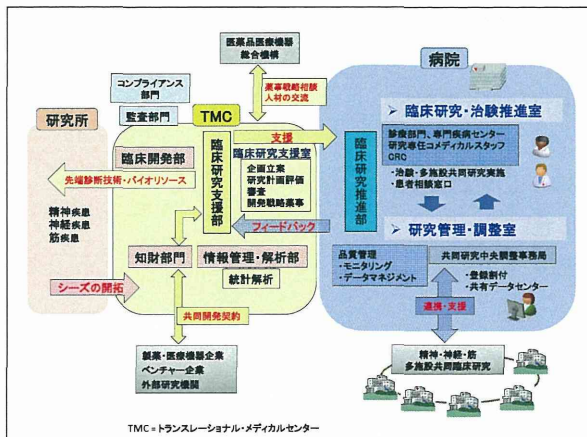 医薬品医療機器
総合機構
病院
コンプライアンス
部門
薬事戦略相談
人材の交流
研究所
監査部門
TMC
臨床研究・治験推進室
臨床開発部
臨床研究支援部
支援
臨床研究支援室
企画立案
研究計画評価
審査
開発戦略薬事
臨床研究推進部
診療部門、専門疾病センター
研究専任コメディカルスタッフ
CRC
・治験・多施設共同研究実施
・患者相談窓口
先端診断技術・バイオリソース
精神疾患
神経疾患
筋疾患
フィードバック
研究管理・調整室
知財部門
情報管理・解析部
統計解析
品質管理
・モニタリング
・データマネジメント
共同研究中央調整事務局
・登録割付
・共有データセンター
シーズの開拓
共同開発契約
連携・支援
製薬・医療機器企業
ベンチャー企業
外部研究機関
精神・神経・筋
多施設共同臨床研究
TMC = トランスレーショナル・メディカルセンター